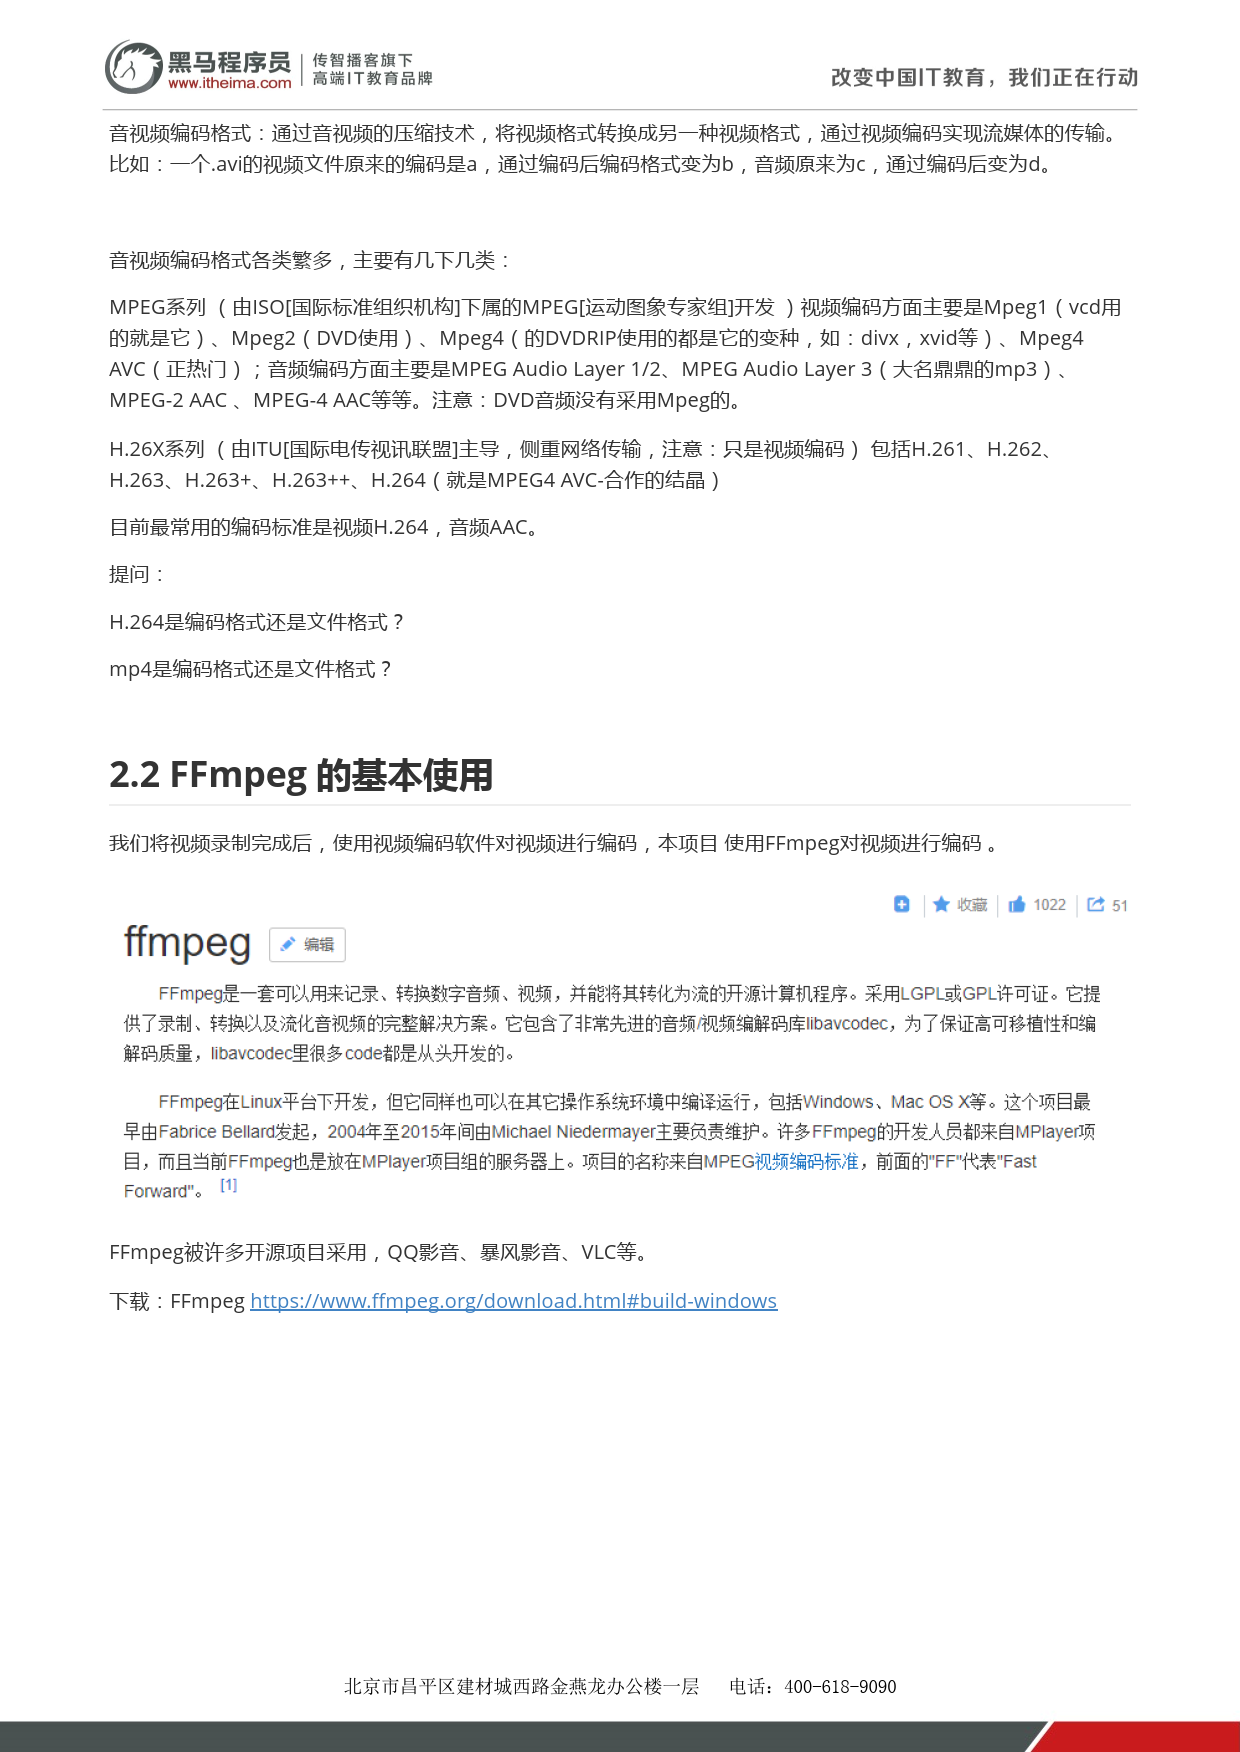 黑马程序员
www.itheima.com
传智播客旗下
高端IT教育品牌
改变中国IT教育，我们正在行动
音视频编码格式：通过音视频的压缩技术，将视频格式转换成另一种视频格式，通过视频编码实现流媒体的传输。
比如：一个.avi的视频文件原来的编码是a，通过编码后编码格式变为b，音频原来为c，通过编码后变为d。
音视频编码格式各类繁多，主要有几下几类：
MPEG系列 （由ISO[国际标准组织机构]下属的MPEG[运动图象专家组]开发 ）视频编码方面主要是Mpeg1（vcd用
的就是它）、Mpeg2（DVD使用）、Mpeg4（的DVDRIP使用的都是它的变种，如：divx，xvid等）、Mpeg4
AVC（正热门）；音频编码方面主要是MPEG Audio Layer 1/2、MPEG Audio Layer 3（大名鼎鼎的mp3）、
MPEG-2 AAC 、MPEG-4 AAC等等。注意：DVD音频没有采用Mpeg的。
H.26X系列 （由ITU[国际电传视讯联盟]主导，侧重网络传输，注意：只是视频编码） 包括H.261、H.262、
H.263、H.263+、H.263++、H.264（就是MPEG4 AVC-合作的结晶）
目前最常用的编码标准是视频H.264，音频AAC。
提问：
H.264是编码格式还是文件格式？
mp4是编码格式还是文件格式？
2.2 FFmpeg 的基本使用
我们将视频录制完成后，使用视频编码软件对视频进行编码，本项目 使用FFmpeg对视频进行编码 。
收藏 1022 51
ffmpeg 编辑
FFmpeg是一套可以用来记录、转换数字音频、视频，并能将其转化为流的开源计算机程序。采用LGPL或GPL许可证。它提
供了录制、转换以及流化音视频的完整解决方案。它包含了非常先进的音频/视频编解码库libavcodec，为了保证高可移植性和编
解码质量，libavcodec里很多code都是从头开发的。
FFmpeg在Linux平台下开发，但它同样也可以在其它操作系统环境中编译运行，包括Windows、Mac OS X等。这个项目最
早由Fabrice Bellard发起，2004年至2015年间由Michael Niedermayer主要负责维护。许多FFmpeg的开发人员都来自MPlayer项
目，而且当前FFmpeg也是放在MPlayer项目组的服务器上。项目的名称来自MPEG视频编码标准，前面的"FF"代表"Fast
Forward"。 [1]
FFmpeg被许多开源项目采用，QQ影音、暴风影音、VLC等。
下载：FFmpeg https://www.ffmpeg.org/download.html#build-windows
北京市昌平区建材城西路金燕龙办公楼一层 电话：400-618-9090